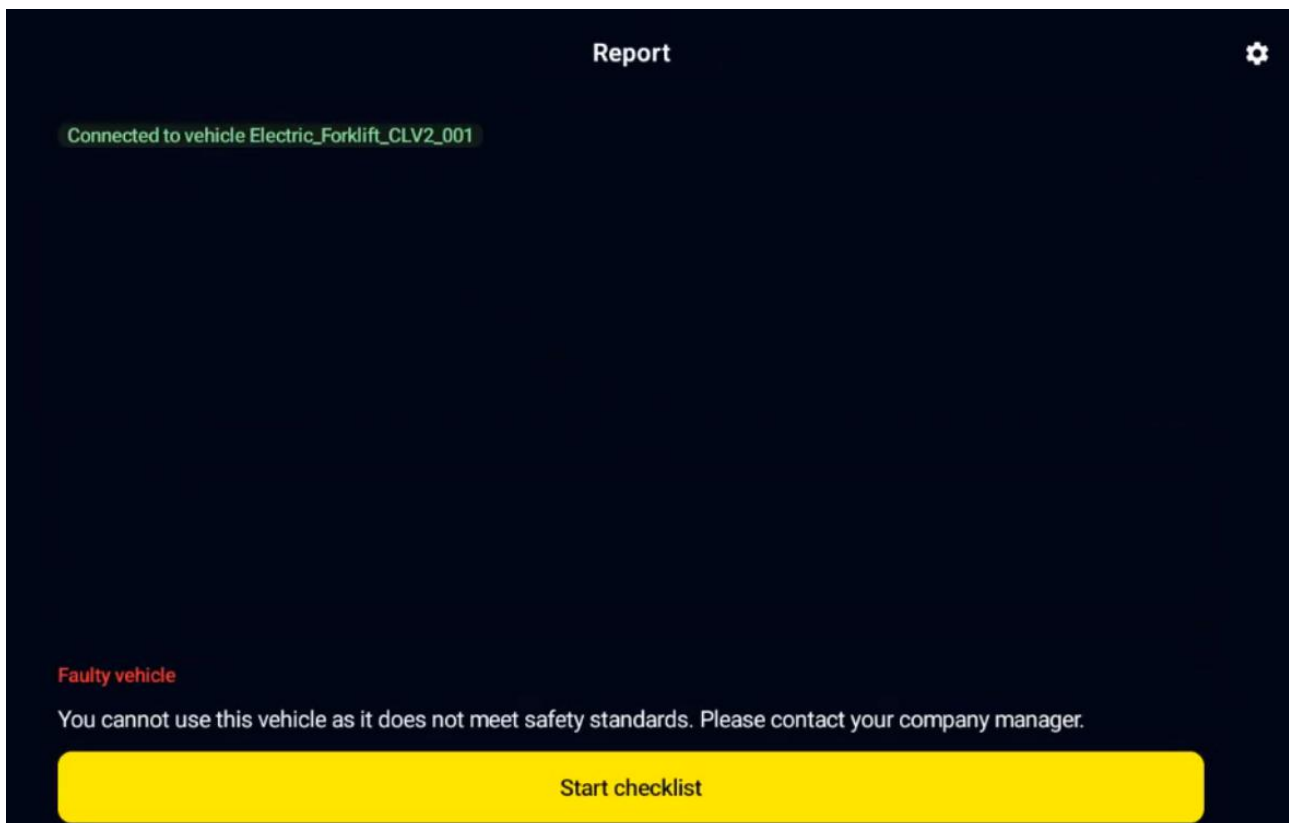 Report
Connected to vehicle Electric_Forklift_CLV2_001
Faulty vehicle
You cannot use this vehicle as it does not meet safety standards. Please contact your company manager.
Start checklist